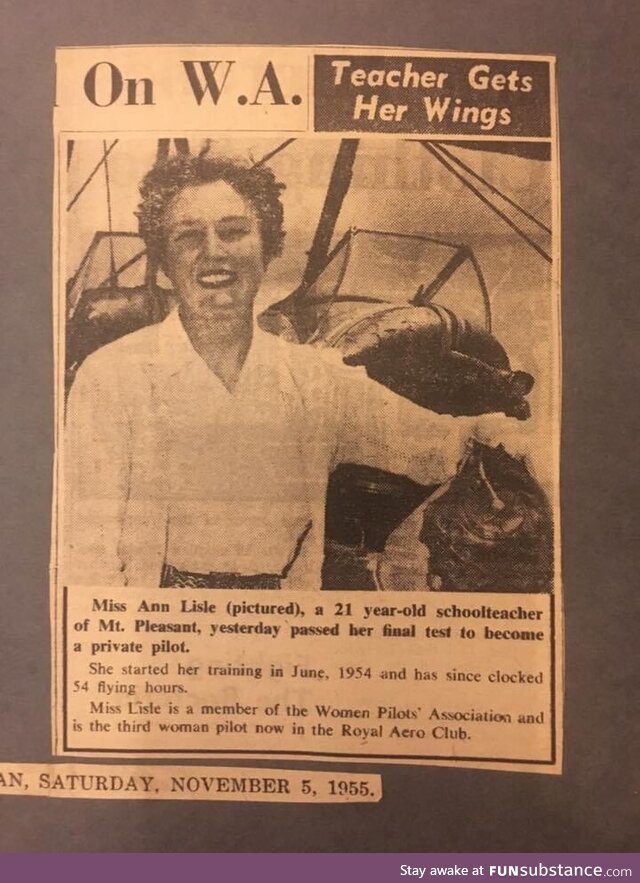 On W.A.
Teacher Gets
Her Wings
Miss Ann Lisle (pictured), a 21 year-old schoolteacher
of Mt. Pleasant, yesterday passed her final test to become
a private pilot.
She started her training in June, 1954 and has since clocked
54 flying hours.
Miss Lisle is a member of the Women Pilots' Association and
is the third woman pilot now in the Royal Aero Club.
AN, SATURDAY, NOVEMBER 5, 1955.
Stay awake at FUNsubstance.com